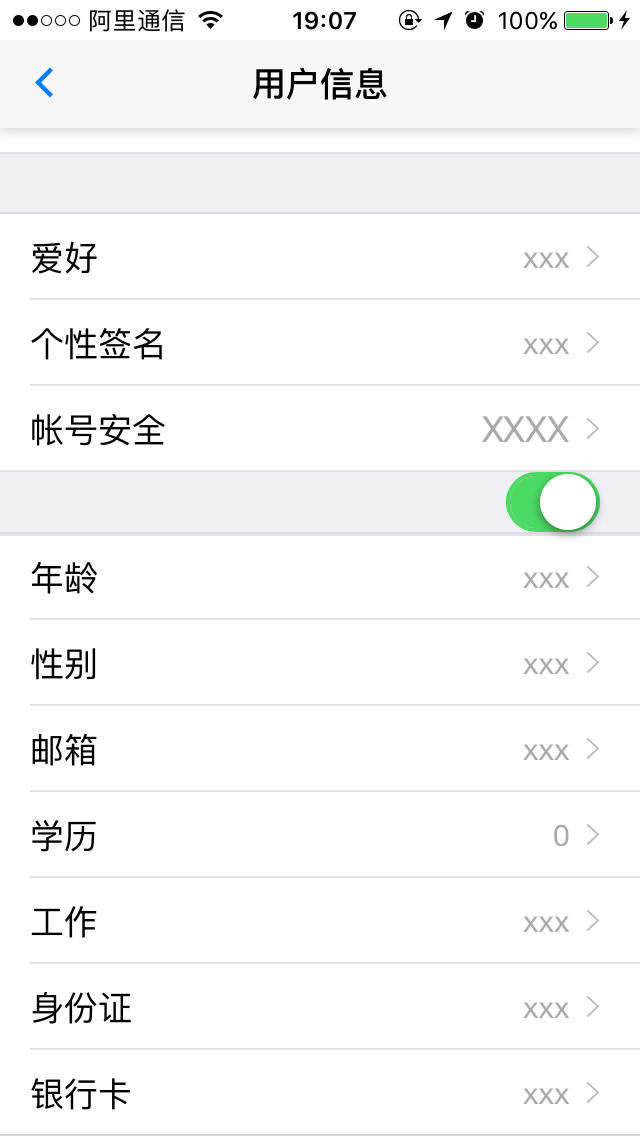 阿里通信 19:07 100%
用户信息
爱好 xxx
个性签名 xxx
帐号安全 XXXX
年龄 xxx
性别 xxx
邮箱 xxx
学历 0
工作 xxx
身份证 xxx
银行卡 xxx